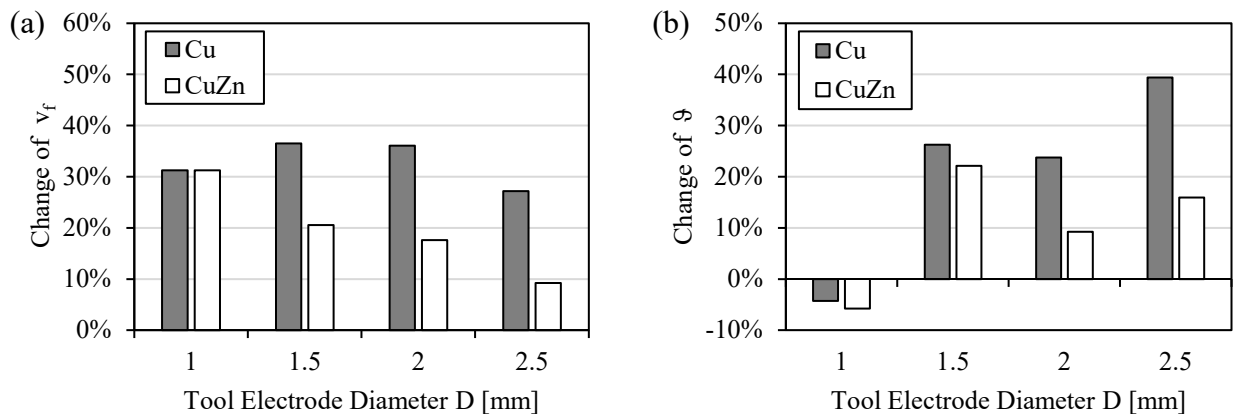 (a)
Change of v_f
60%
50%
40%
30%
20%
10%
0%
Cu
CuZn
1 1.5 2 2.5
Tool Electrode Diameter D [mm]
(b)
Change of ϑ
50%
40%
30%
20%
10%
0%
-10%
Cu
CuZn
1 1.5 2 2.5
Tool Electrode Diameter D [mm]